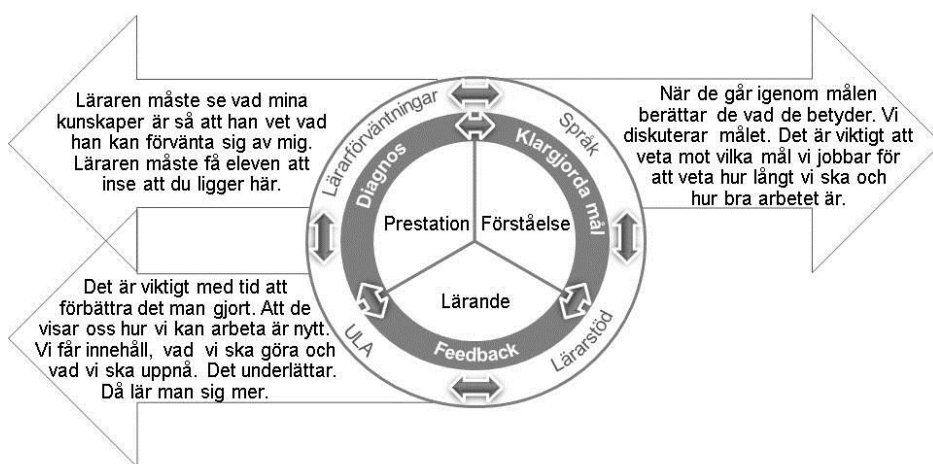 Läraren måste se vad mina
kunskaper är så att han vet vad
han kan förvänta sig av mig.
Läraren måste få eleven att
inse att du ligger här.
Lärarförväntningar
Språk
Diagnos
Klargjorda mål
Prestation
Förståelse
Lärande
Feedback
ULA
Lärarstöd
När de går igenom målen
berättar de vad de betyder. Vi
diskuterar målet. Det är viktigt att
veta mot vilka mål vi jobbar för
att veta hur långt vi ska och
hur bra arbetet är.
Det är viktigt med tid att
förbättra det man gjort. Att de
visar oss hur vi kan arbeta är nytt.
Vi får innehåll, vad vi ska göra och
vad vi ska uppnå. Det underlättar.
Då lär man sig mer.